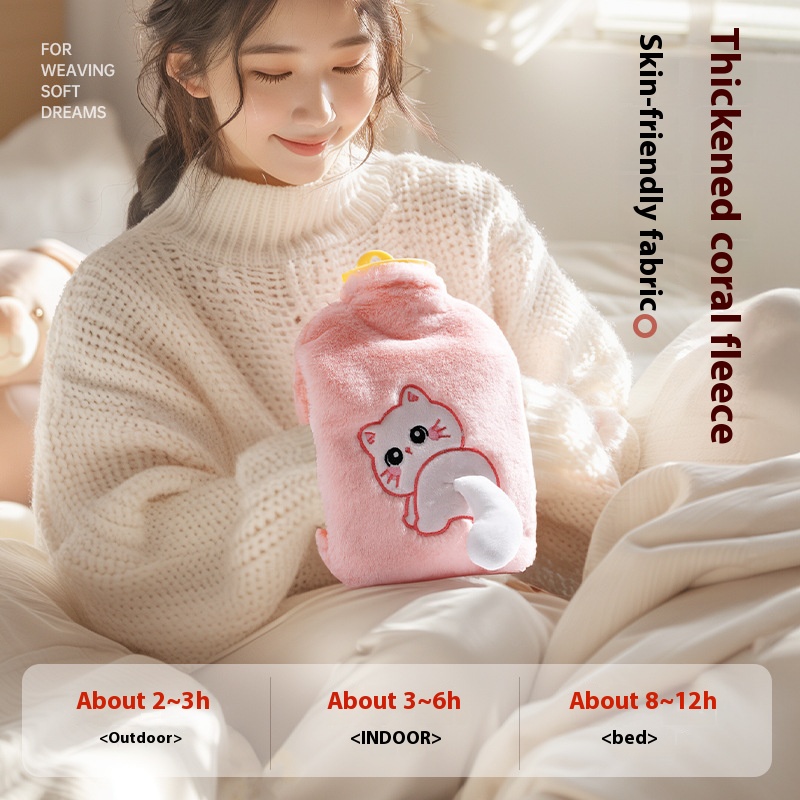 FOR
WEAVING
SOFT
DREAMS
Thickened coral fleece
Skin-friendly fabric
About 2~3h
<Outdoor>
About 3~6h
<INDOOR>
About 8~12h
<bed>